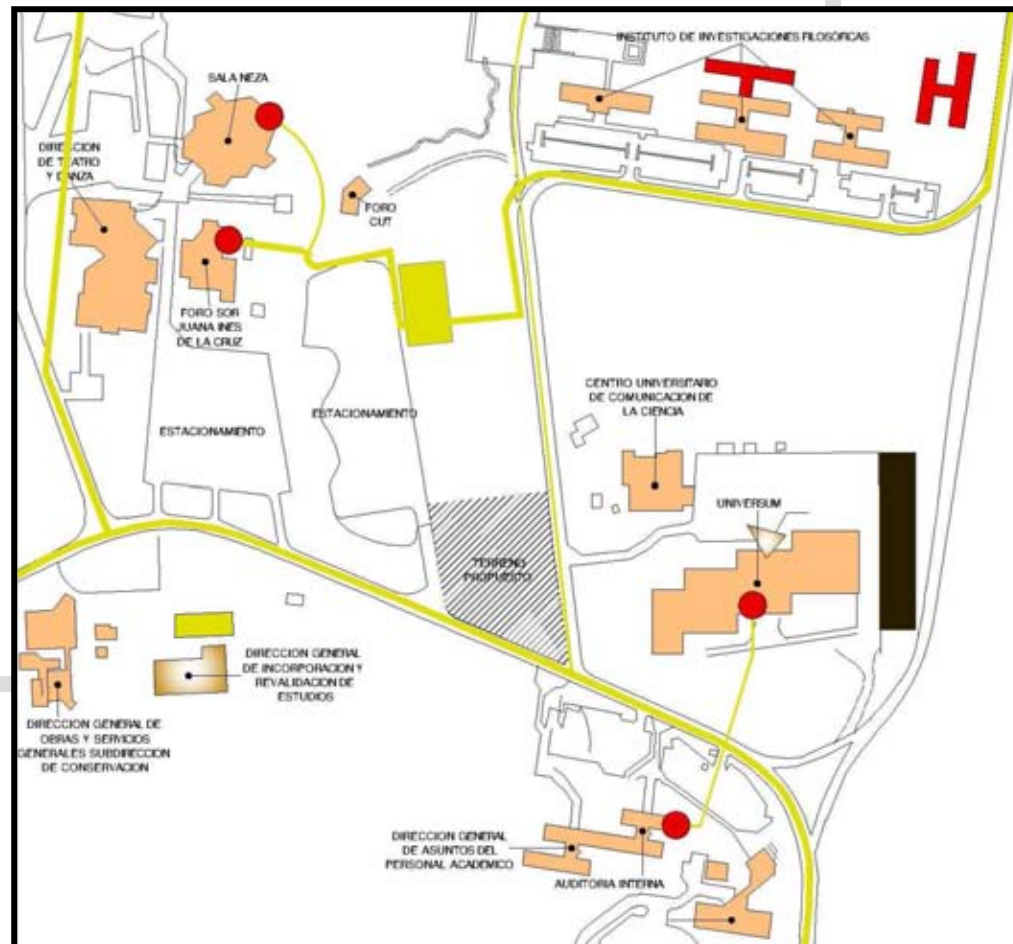 INSTITUTO DE INVESTIGACIONES FILOSOFICAS
SALA NEZA
DIRECCION
DE TEATRO
Y DANZA
FORO
CUT
FORO SOR
JUANA INES
DE LA CRUZ
ESTACIONAMIENTO
ESTACIONAMIENTO
CENTRO UNIVERSITARIO
DE COMUNICACION DE
LA CIENCIA
UNIVERSUM
TERRENO
PROPUESTO
DIRECCION GENERAL
DE INCORPORACION Y
REVALIDACION DE
ESTUDIOS
DIRECCION GENERAL DE
OBRAS Y SERVICIOS
GENERALES SUBDIRECCION
DE CONSERVACION
DIRECCION GENERAL
DE ASUNTOS DEL
PERSONAL ACADEMICO
AUDITORIA INTERNA